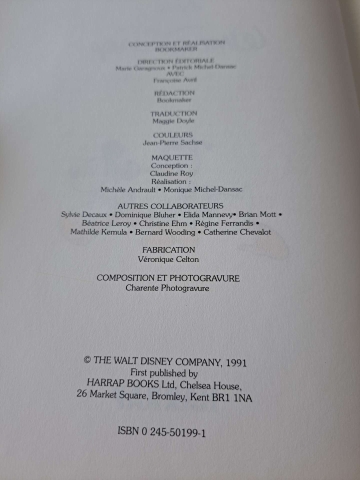 CONCEPTION ET RÉALISATION
BOOKMAKER
DIRECTION ÉDITORIALE
Marie Garagnoux • Patrick Michel-Dansac
AVEC
Françoise Avril
RÉDACTION
Bookmaker
TRADUCTION
Maggie Doyle
COULEURS
Jean-Pierre Sachse
MAQUETTE
Conception :
Claudine Roy
Réalisation :
Michèle Andrault • Monique Michel-Dansac
AUTRES COLLABORATEURS
Sylvie Decaux • Dominique Bluher • Elida Mannevy• Brian Mott •
Béatrice Leroy • Christine Ehm • Régine Ferrandis •
Mathilde Kemula • Bernard Wooding • Catherine Chevalot
FABRICATION
Véronique Celton
COMPOSITION ET PHOTOGRAVURE
Charente Photogravure
© THE WALT DISNEY COMPANY, 1991
First published by
HARRAP BOOKS Ltd, Chelsea House,
26 Market Square, Bromley, Kent BR1 1NA
ISBN 0 245-50199-1